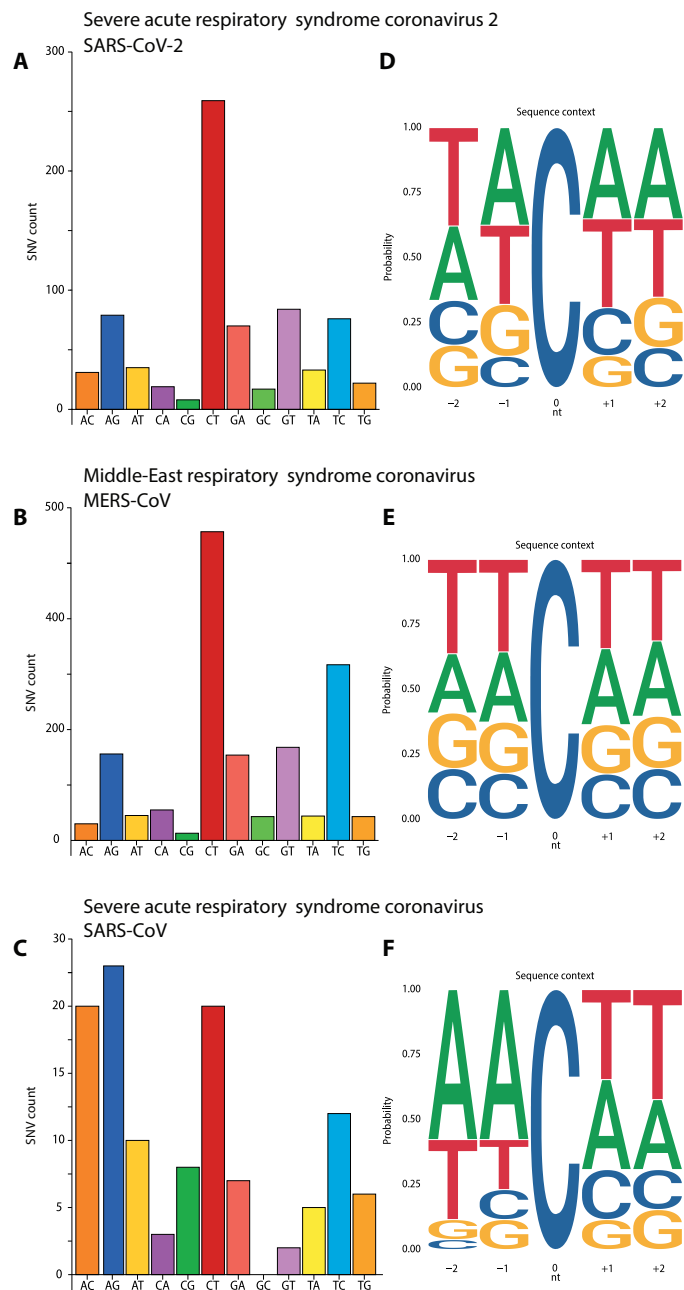 Severe acute respiratory syndrome coronavirus 2
SARS-CoV-2
A
300
200
100
0
SNV count
AC AG AT CA CG CT GA GC GT TA TC TG
D
Sequence context
1.00
0.75
0.50
0.25
0.00
Probability
T A C A A
A T T T
C G C G
G C G C
−2 −1 0 +1 +2
nt
Middle-East respiratory syndrome coronavirus
MERS-CoV
B
500
400
200
0
SNV count
AC AG AT CA CG CT GA GC GT TA TC TG
E
Sequence context
1.00
0.75
0.50
0.25
0.00
Probability
T T C T T
A A A A
G G G G
C C C C
−2 −1 0 +1 +2
nt
Severe acute respiratory syndrome coronavirus
SARS-CoV
C
30
20
10
5
0
SNV count
AC AG AT CA CG CT GA GC GT TA TC TG
F
Sequence context
1.00
0.75
0.50
0.25
0.00
Probability
A A C T T
T T A A
G C C C
C G G G
−2 −1 0 +1 +2
nt